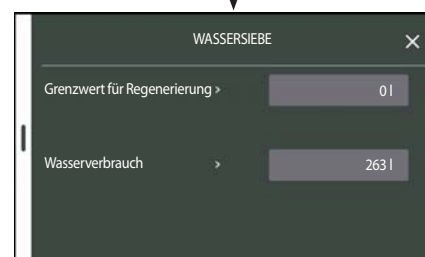 WASSERSIEBE ×
Grenzwert für Regenerierung › 0 l
Wasserverbrauch › 263 l